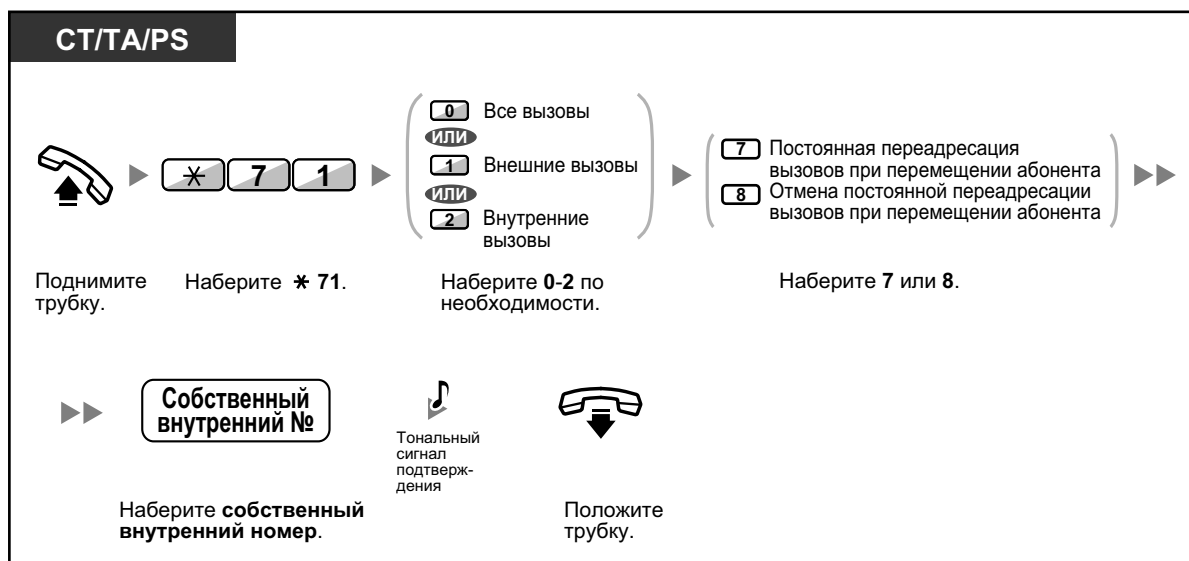 CT/TA/PS
0 Все вызовы
ИЛИ
1 Внешние вызовы
ИЛИ
2 Внутренние
вызовы
7 Постоянная переадресация
вызовов при перемещении абонента
8 Отмена постоянной переадресации
вызовов при перемещении абонента
* 7 1
Поднимите
трубку.
Наберите * 71.
Наберите 0-2 по
необходимости.
Наберите 7 или 8.
Собственный
внутренний №
Тональный
сигнал
подтверж-
дения
Наберите собственный
внутренний номер.
Положите
трубку.